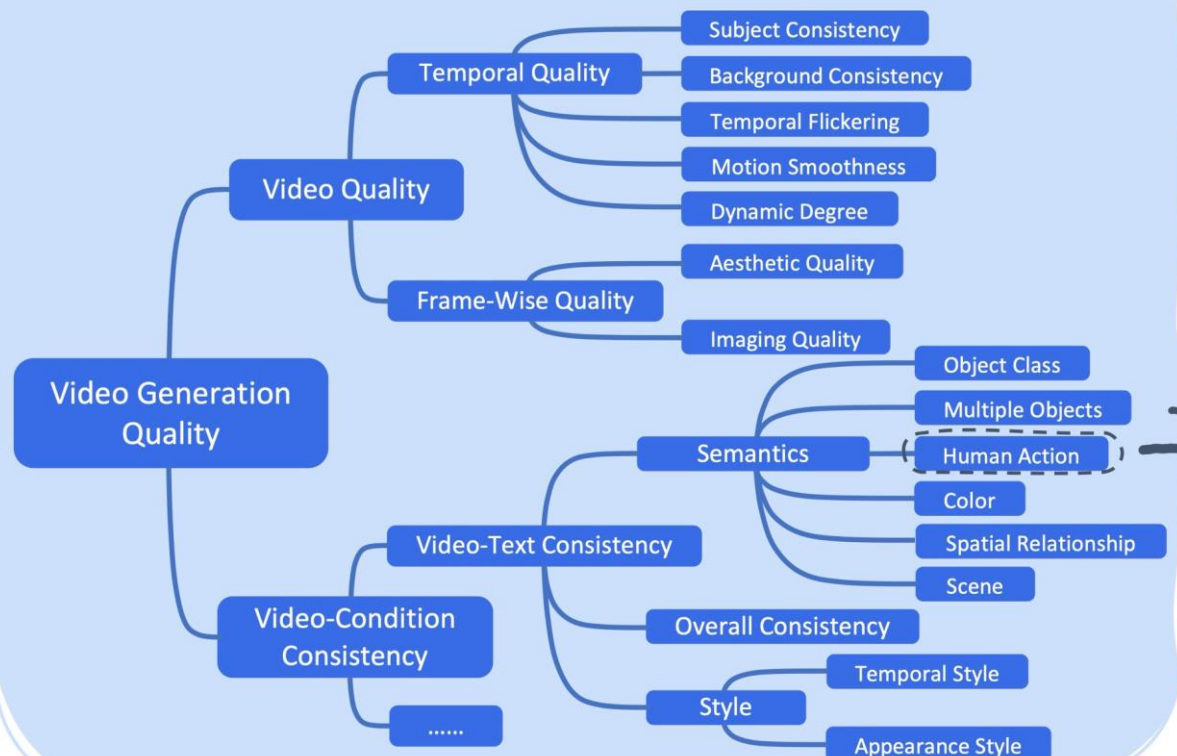 Subject Consistency
Temporal Quality
Background Consistency
Temporal Flickering
Motion Smoothness
Video Quality
Dynamic Degree
Aesthetic Quality
Frame-Wise Quality
Imaging Quality
Object Class
Video Generation
Quality
Multiple Objects
Semantics
Human Action
Color
Video-Text Consistency
Spatial Relationship
Scene
Video-Condition
Consistency
Overall Consistency
Temporal Style
Style
......
Appearance Style